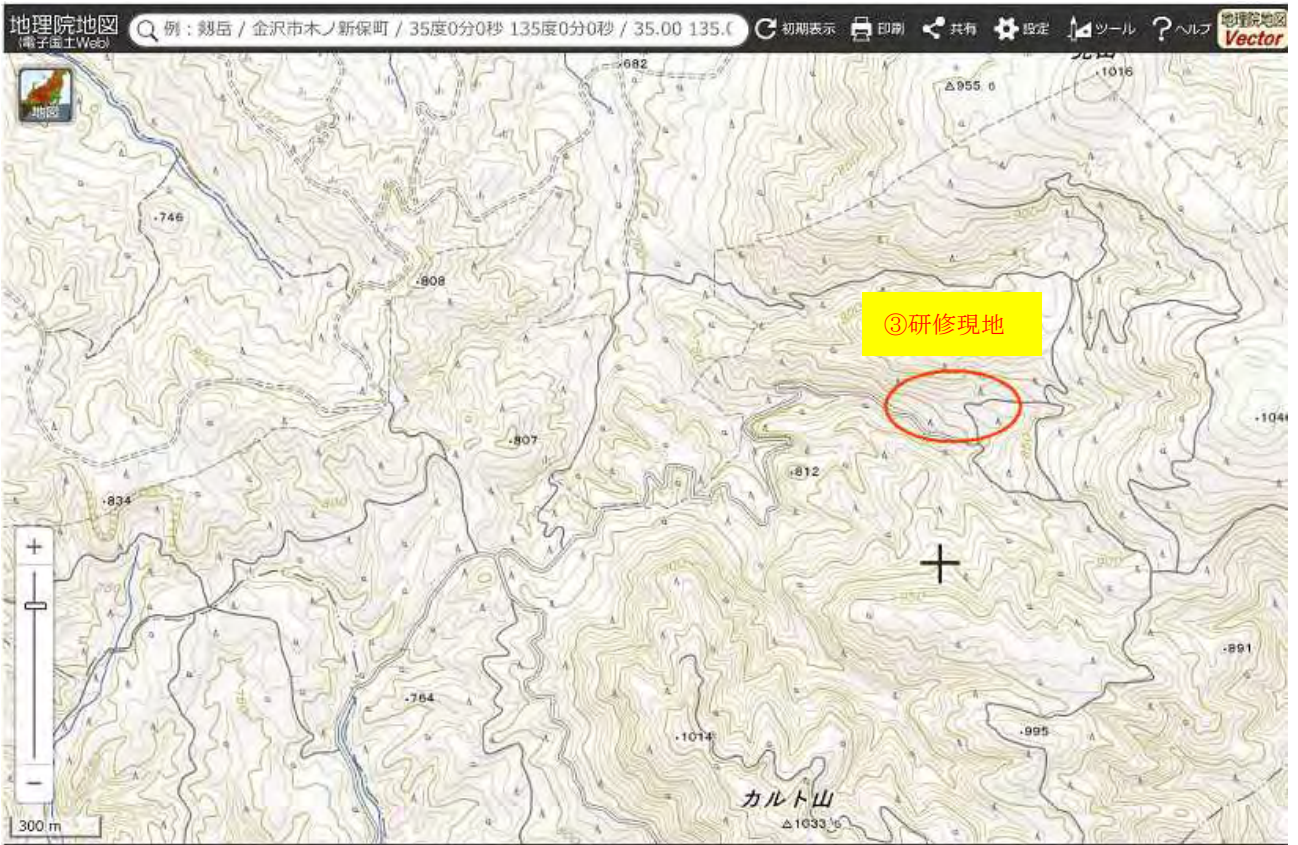 地理院地図
(電子国土Web)
例：剱岳 / 金沢市木ノ新保町 / 35度0分0秒 135度0分0秒 / 35.00 135.0
初期表示
印刷
共有
設定
ツール
ヘルプ
地理院地図
Vector
地図
682
1016
955.6
746
808
③研修現地
1046
807
812
834
891
764
995
1014
カルト山
1033.6
300 m